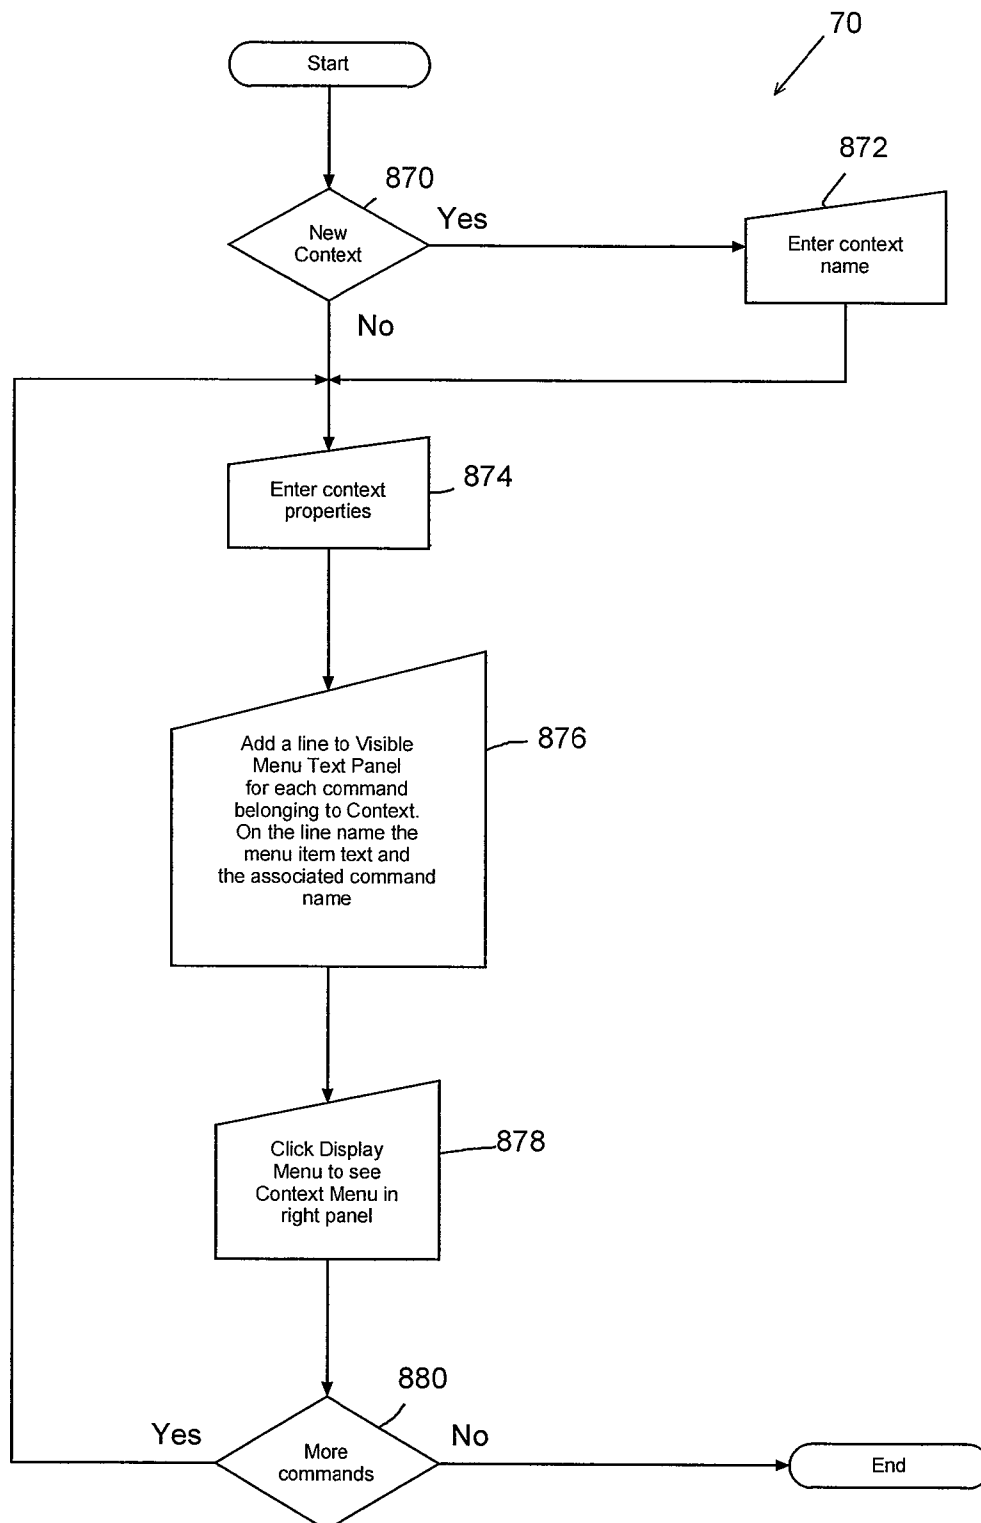 70
Start
870
New
Context
Yes
872
Enter context
name
No
Enter context
properties
874
Add a line to Visible
Menu Text Panel
for each command
belonging to Context.
On the line name the
menu item text and
the associated command
name
876
Click Display
Menu to see
Context Menu in
right panel
878
880
Yes
More
commands
No
End